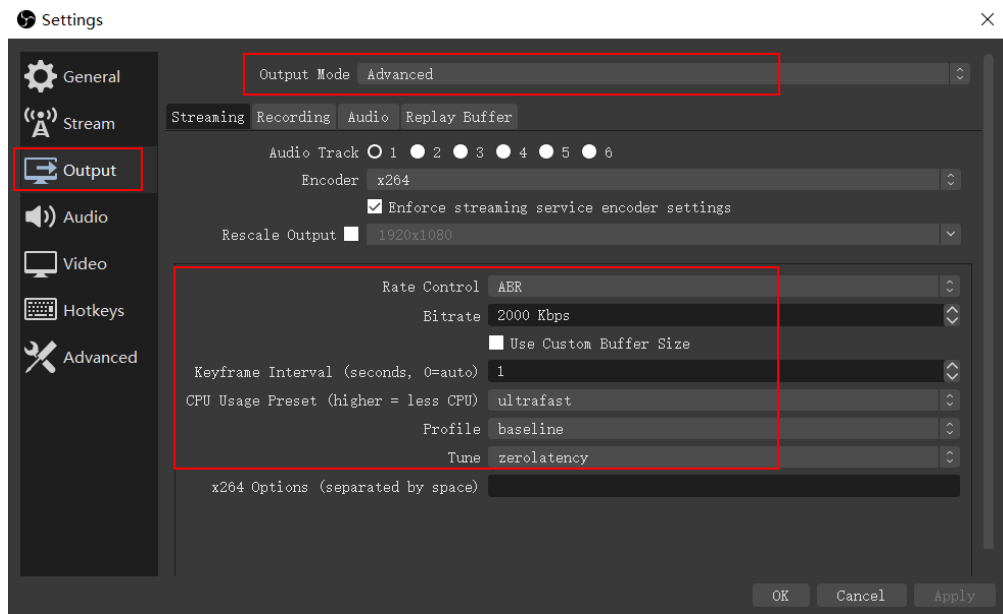 Settings
General
Stream
Output
Audio
Video
Hotkeys
Advanced
Output Mode Advanced
Streaming Recording Audio Replay Buffer
Audio Track 1 2 3 4 5 6
Encoder x264
Enforce streaming service encoder settings
Rescale Output 1920x1080
Rate Control ABR
Bitrate 2000 Kbps
Use Custom Buffer Size
Keyframe Interval (seconds, 0=auto) 1
CPU Usage Preset (higher = less CPU) ultrafast
Profile baseline
Tune zerolatency
x264 Options (separated by space)
OK Cancel Apply